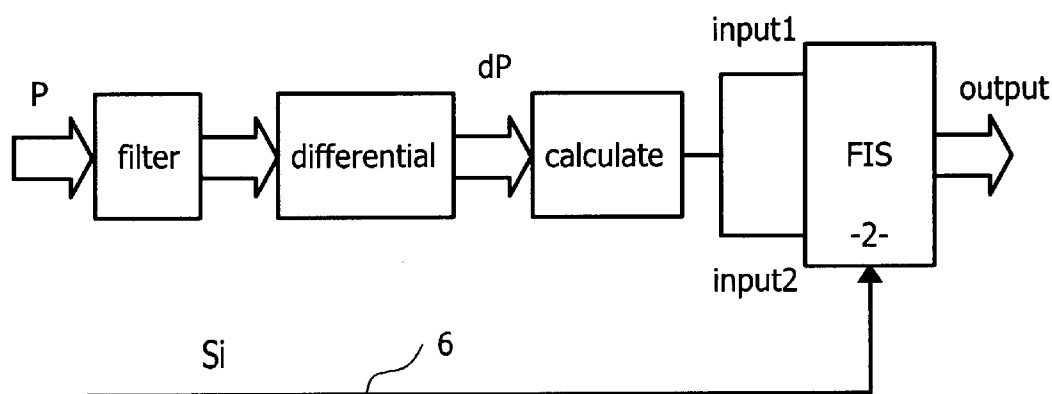 input1
P
dP
output
filter
differential
calculate
FIS
-2-
input2
Si
6